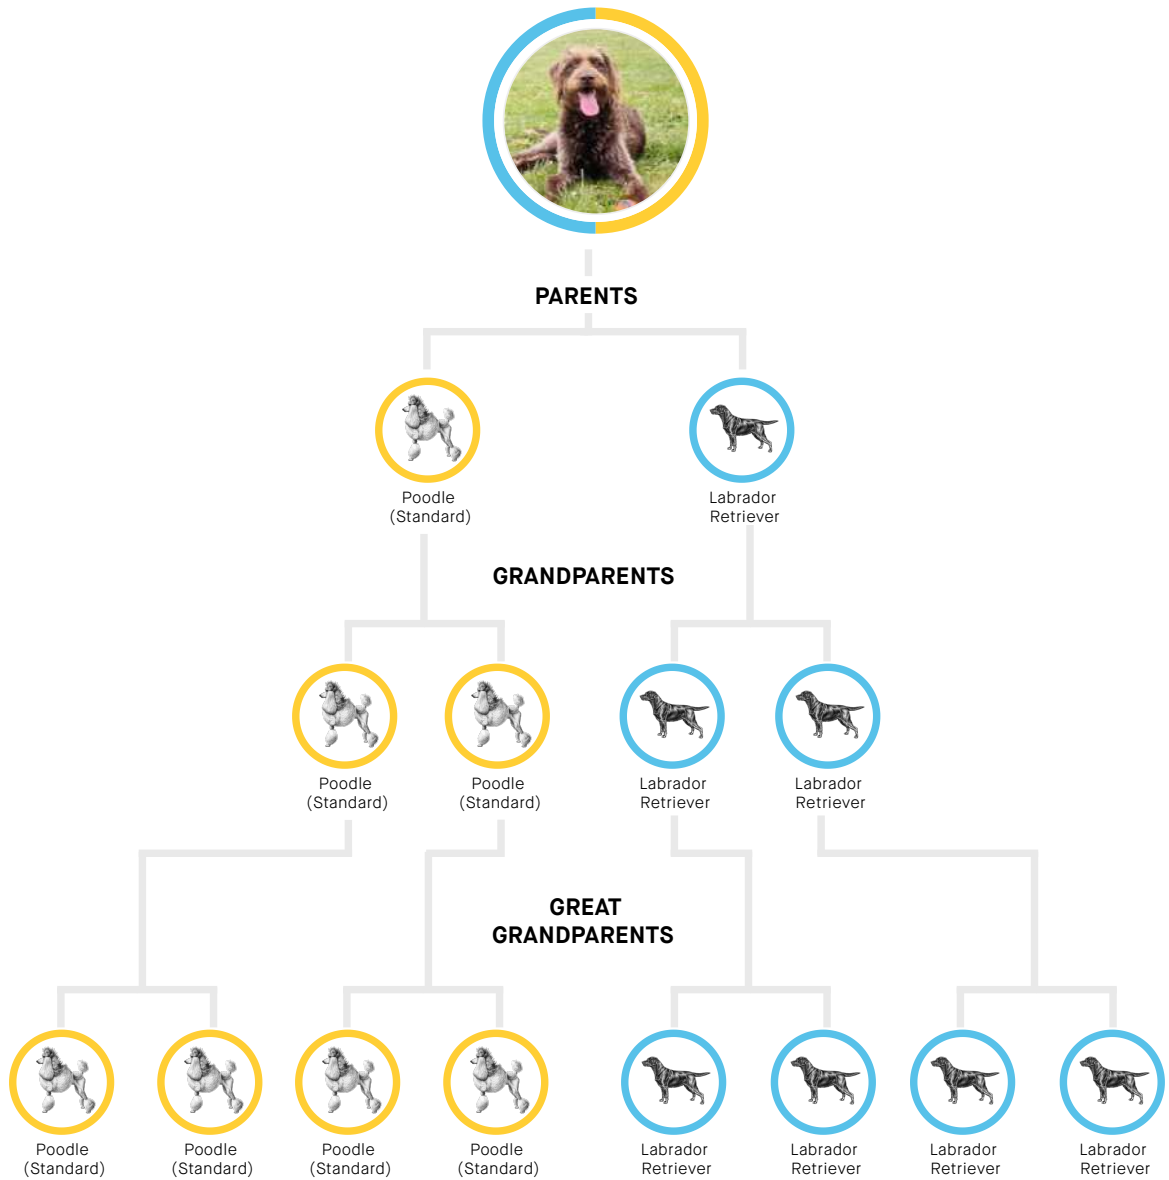 PARENTS
Poodle
(Standard)
Labrador
Retriever
GRANDPARENTS
Poodle
(Standard)
Poodle
(Standard)
Labrador
Retriever
Labrador
Retriever
GREAT
GRANDPARENTS
Poodle
(Standard)
Poodle
(Standard)
Poodle
(Standard)
Poodle
(Standard)
Labrador
Retriever
Labrador
Retriever
Labrador
Retriever
Labrador
Retriever